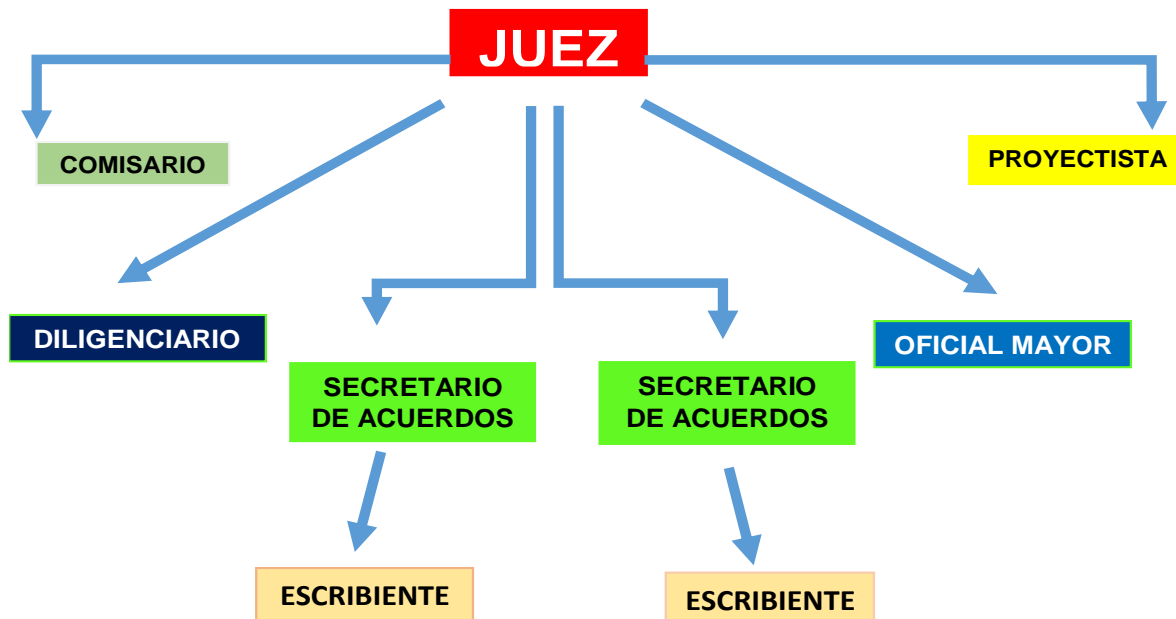 JUEZ
COMISARIO
PROYECTISTA
DILIGENCIARIO
OFICIAL MAYOR
SECRETARIO
DE ACUERDOS
SECRETARIO
DE ACUERDOS
ESCRIBIENTE
ESCRIBIENTE